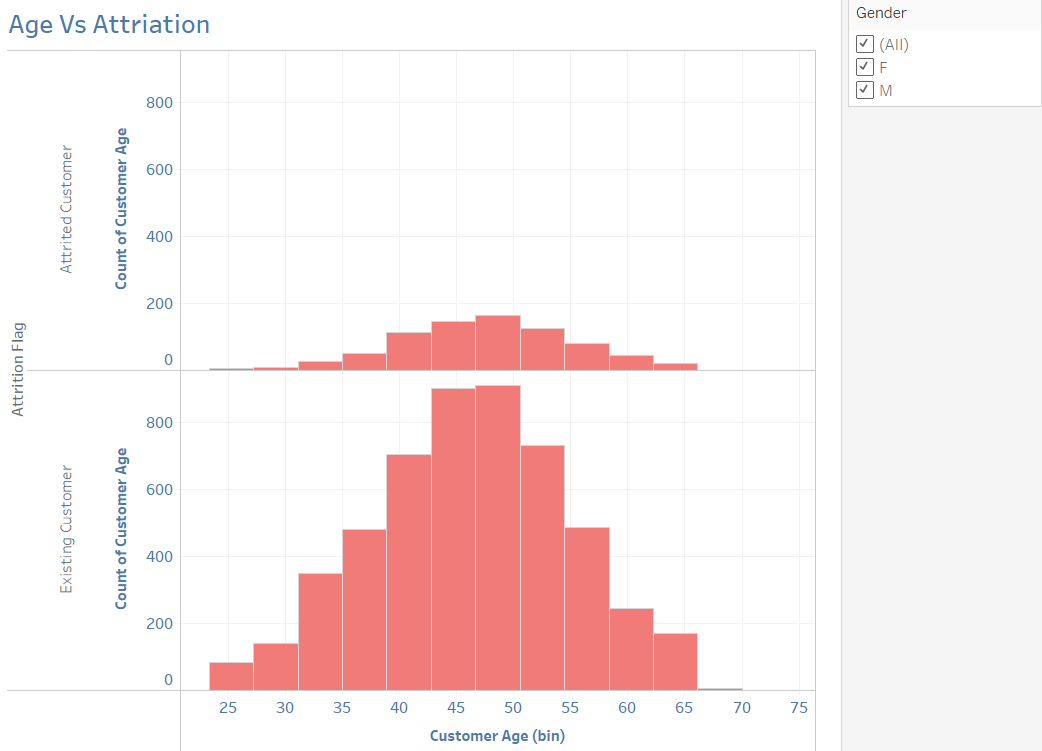 Age Vs Attriation
Gender
(All)
F
M
Attrition Flag
Attrited Customer
Count of Customer Age
800
600
400
200
0
Existing Customer
Count of Customer Age
800
600
400
200
0
25 30 35 40 45 50 55 60 65 70 75
Customer Age (bin)